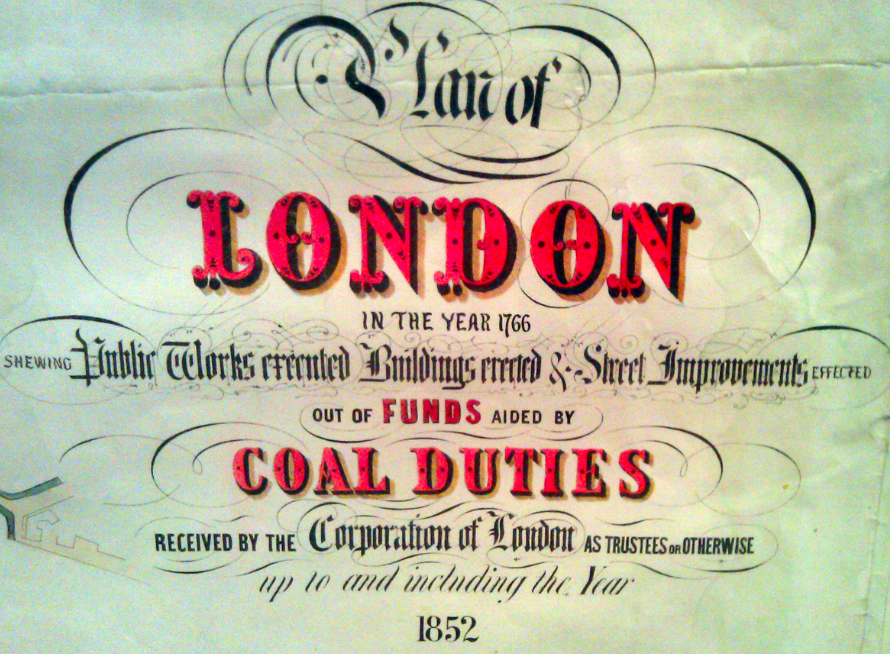 Plan of
LONDON
IN THE YEAR 1766
SHEWING Public Works executed Buildings erected & Street Improvements EFFECTED
OUT OF FUNDS AIDED BY
COAL DUTIES
RECEIVED BY THE Corporation of London AS TRUSTEES OR OTHERWISE
up to and including the Year
1852